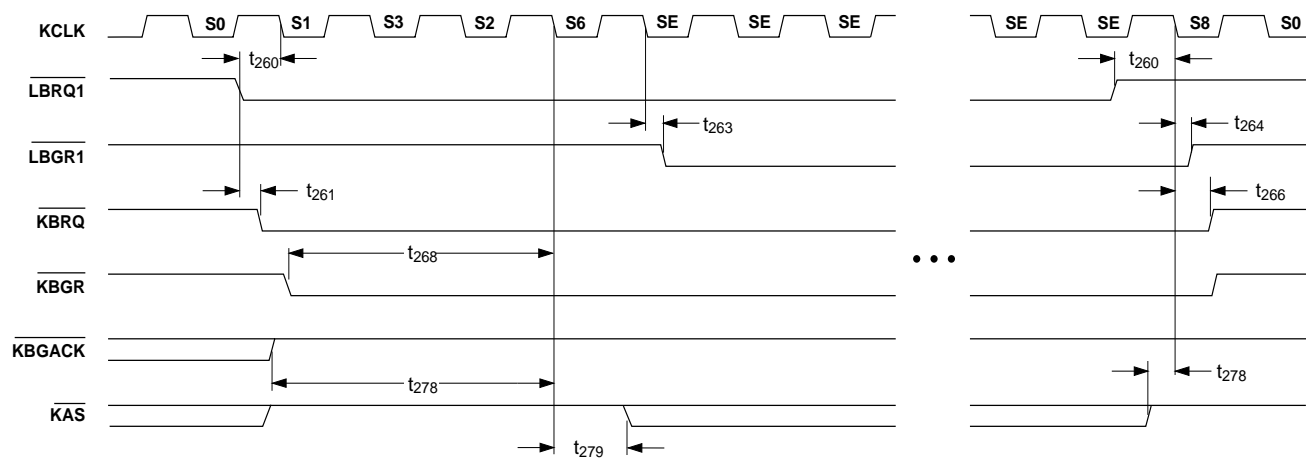 KCLK S0 S1 S3 S2 S6 SE SE SE SE SE S8 S0
t260 t260
LBRQ1
t263 t264
LBGR1
t261 t266
KBRQ
t268
KBGR
• • •
KBGACK
t278 t278
KAS
t279